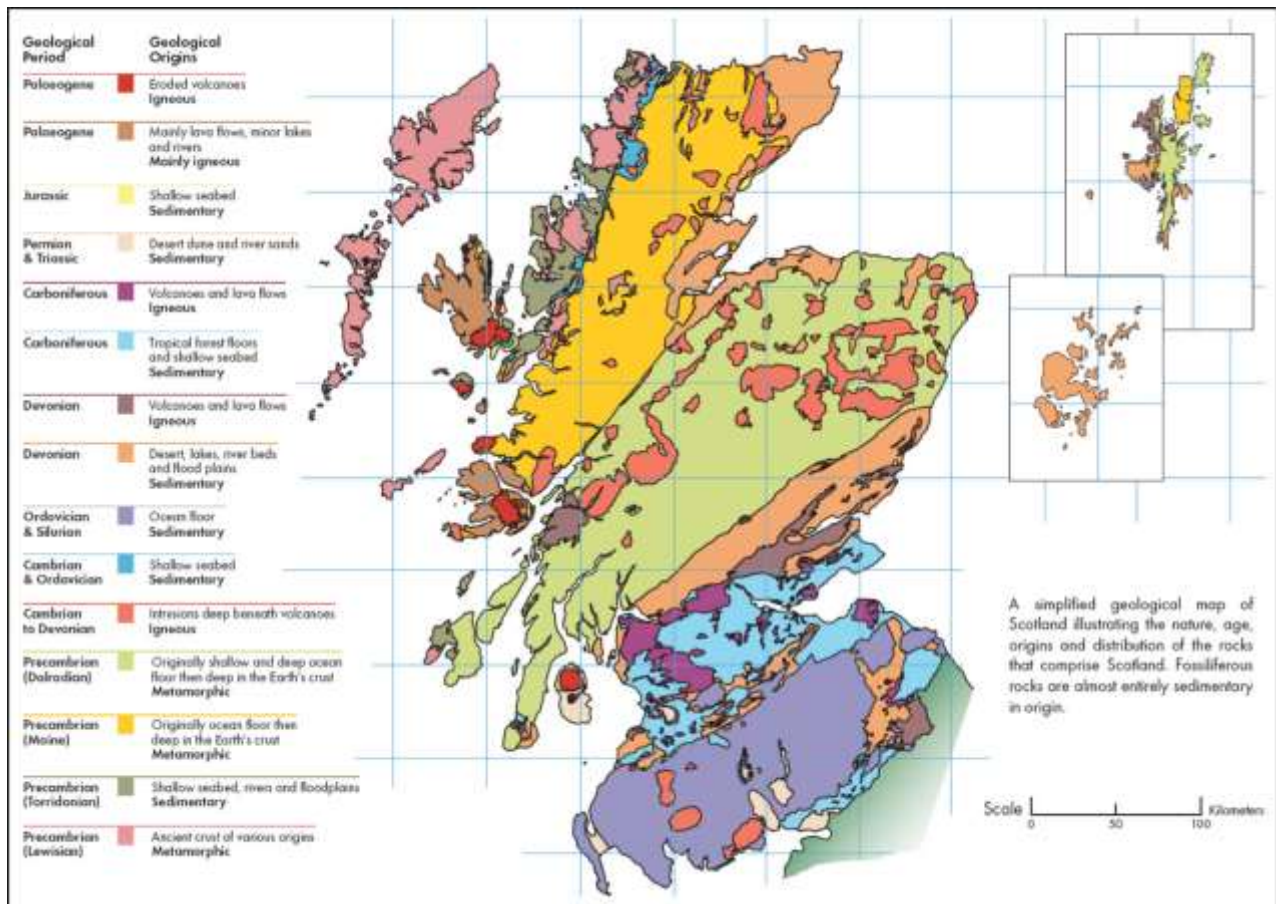 Geological Period
Geological Origins
Palaeogene
Eroded volcanoes
Igneous
Palaeogene
Mainly lava flows, minor lakes
and rivers
Mainly igneous
Jurassic
Shallow seabed
Sedimentary
Permian
& Triassic
Desert dune and river sands
Sedimentary
Carboniferous
Volcanoes and lava flows
Igneous
Carboniferous
Tropical forest floors
and shallow seabed
Sedimentary
Devonian
Volcanoes and lava flows
Igneous
Devonian
Desert, lakes, river beds
and flood plains
Sedimentary
Ordovician
& Silurian
Ocean floor
Sedimentary
Cambrian
& Ordovician
Shallow seabed
Sedimentary
Cambrian
to Devonian
Intrusions deep beneath volcanoes
Igneous
Precambrian
(Dalradian)
Originally shallow and deep ocean
floor then deep in the Earth's crust
Metamorphic
Precambrian
(Moine)
Originally ocean floor then
deep in the Earth's crust
Metamorphic
Precambrian
(Torridonian)
Shallow seabed, rivers and floodplains
Sedimentary
Precambrian
(Lewisian)
Ancient crust of various origins
Metamorphic
A simplified geological map of
Scotland illustrating the nature, age,
origins and distribution of the rocks
that comprise Scotland. Fossiliferous
rocks are almost entirely sedimentary
in origin.
Scale
Kilometers
0 50 100